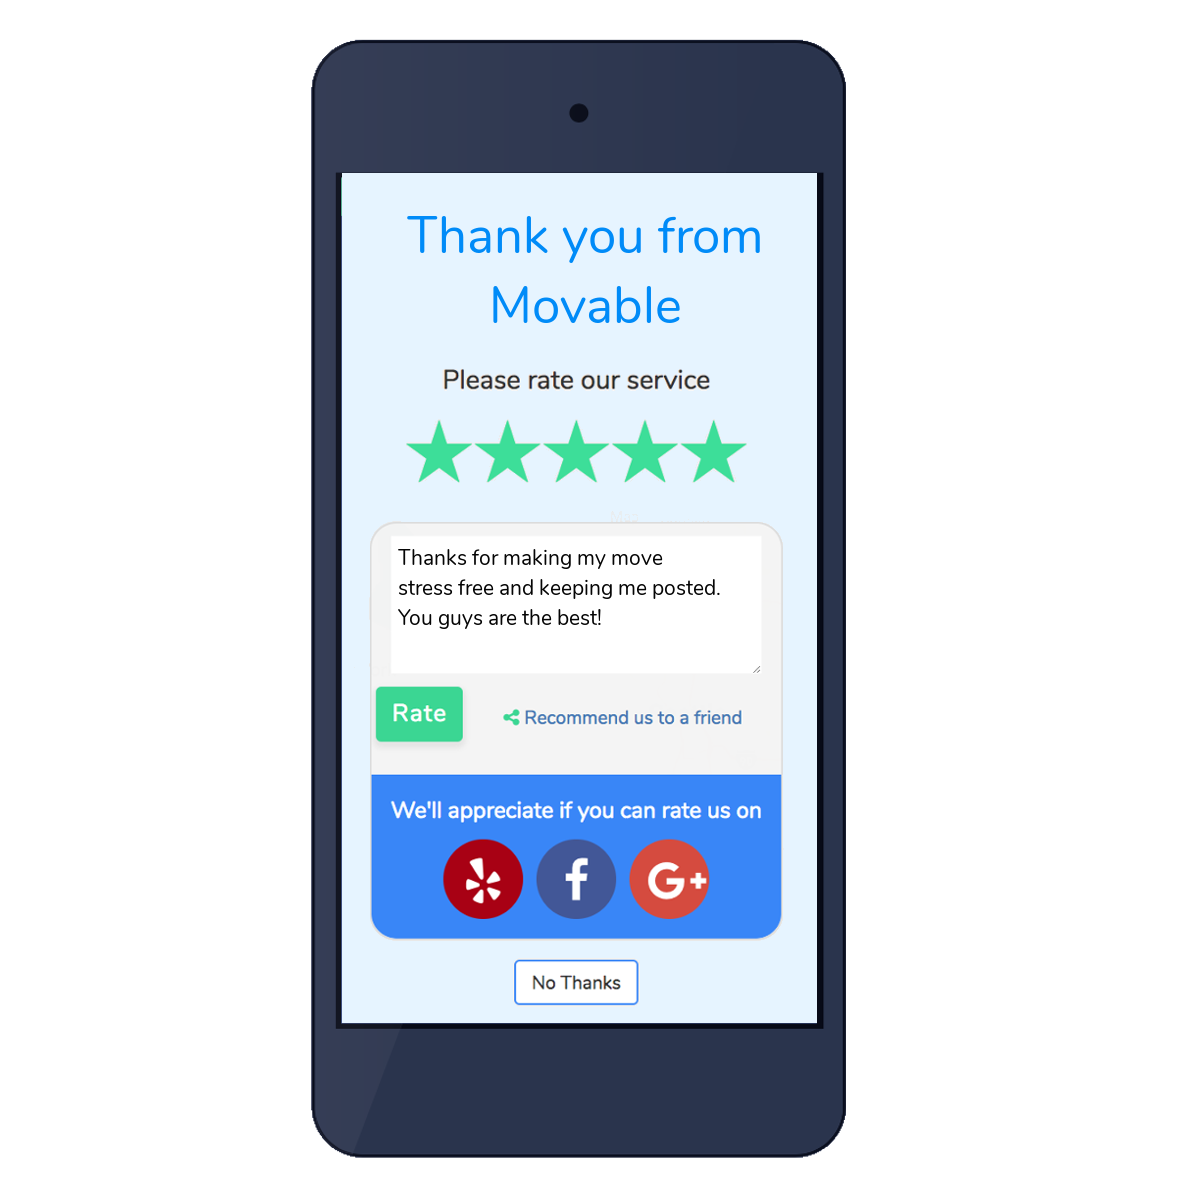 Thank you from
Movable
Please rate our service
Thanks for making my move
stress free and keeping me posted.
You guys are the best!
Rate
Recommend us to a friend
We'll appreciate if you can rate us on
f
G+
No Thanks